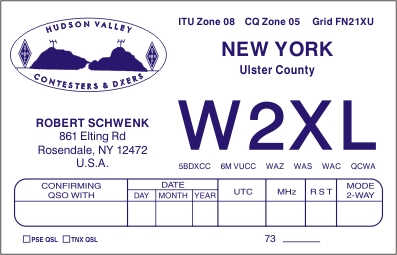 HUDSON VALLEY
CONTESTERS & DXERS
ITU Zone 08 CQ Zone 05 Grid FN21XU
NEW YORK
Ulster County
W2XL
ROBERT SCHWENK
861 Elting Rd
Rosendale, NY 12472
U.S.A.
5BDXCC 6M VUCC WAZ WAS WAC QCWA
CONFIRMING QSO WITH
DATE
DAY MONTH YEAR
UTC
MHz
R S T
MODE 2-WAY
PSE QSL TNX QSL
73